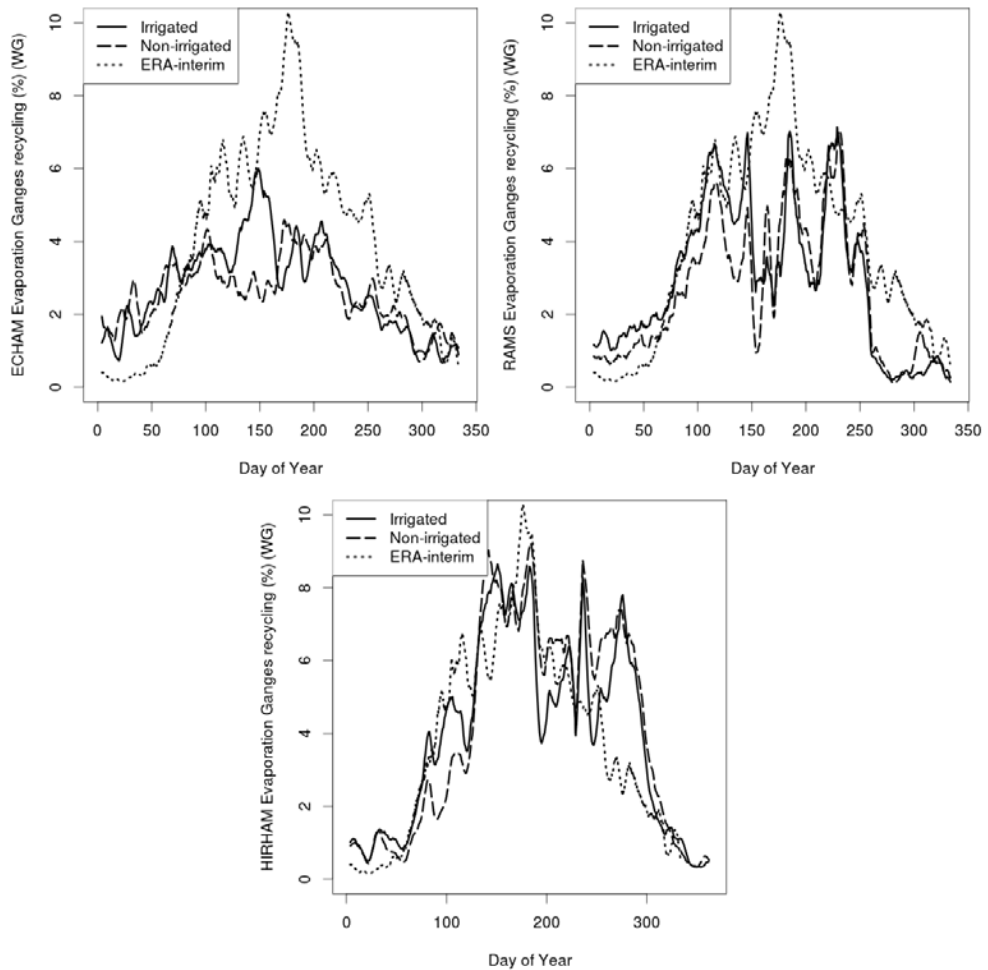 ECHAM Evaporation Ganges recycling (%) (WG)
Irrigated
Non-irrigated
ERA-interim
10
8
6
4
2
0
0 50 100 150 200 250 300 350
Day of Year
RAMS Evaporation Ganges recycling (%) (WG)
Irrigated
Non-irrigated
ERA-interim
10
8
6
4
2
0
0 50 100 150 200 250 300 350
Day of Year
HIRHAM Evaporation Ganges recycling (%) (WG)
Irrigated
Non-irrigated
ERA-interim
10
8
6
4
2
0
0 100 200 300
Day of Year